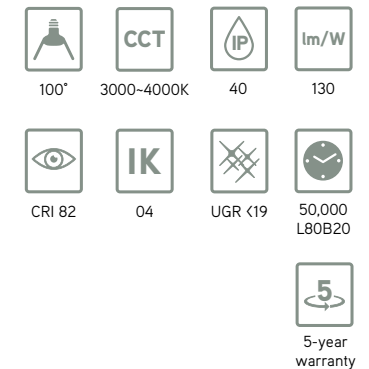 CCT
IP
lm/W
100°
3000~4000K
40
130
IK
CRI 82
04
UGR <19
50,000
L80B20
5
5-year
warranty